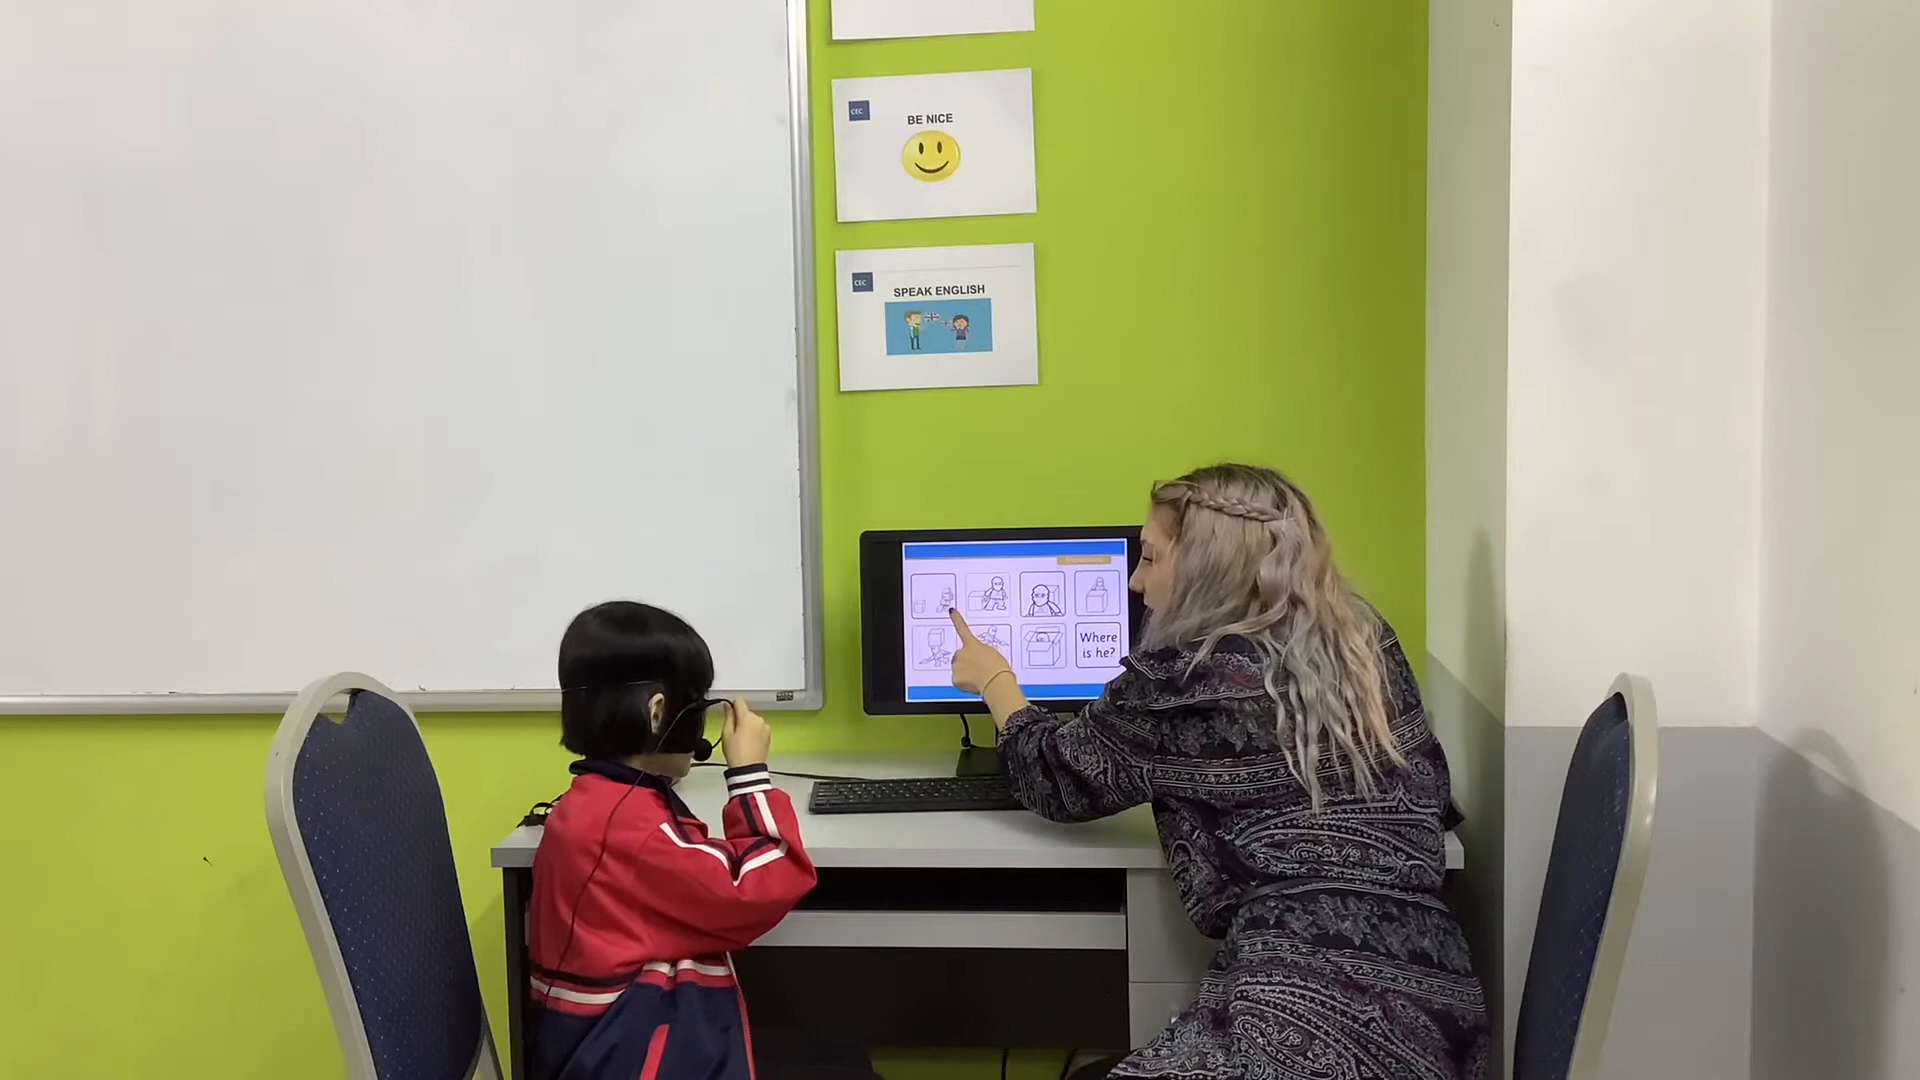 CEC
BE NICE
CEC
SPEAK ENGLISH
Where
is he?